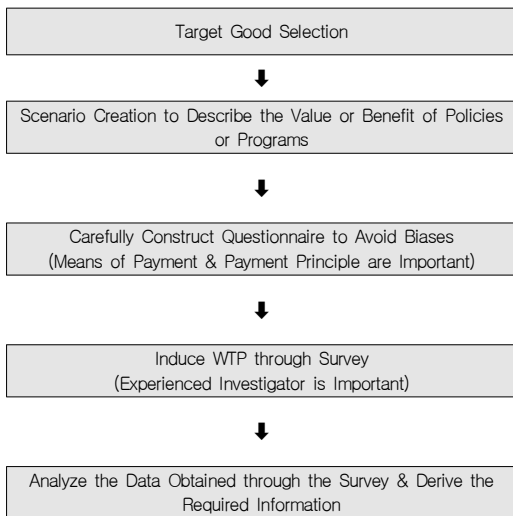 Target Good Selection
Scenario Creation to Describe the Value or Benefit of Policies
or Programs
Carefully Construct Questionnaire to Avoid Biases
(Means of Payment & Payment Principle are Important)
Induce WTP through Survey
(Experienced Investigator is Important)
Analyze the Data Obtained through the Survey & Derive the
Required Information